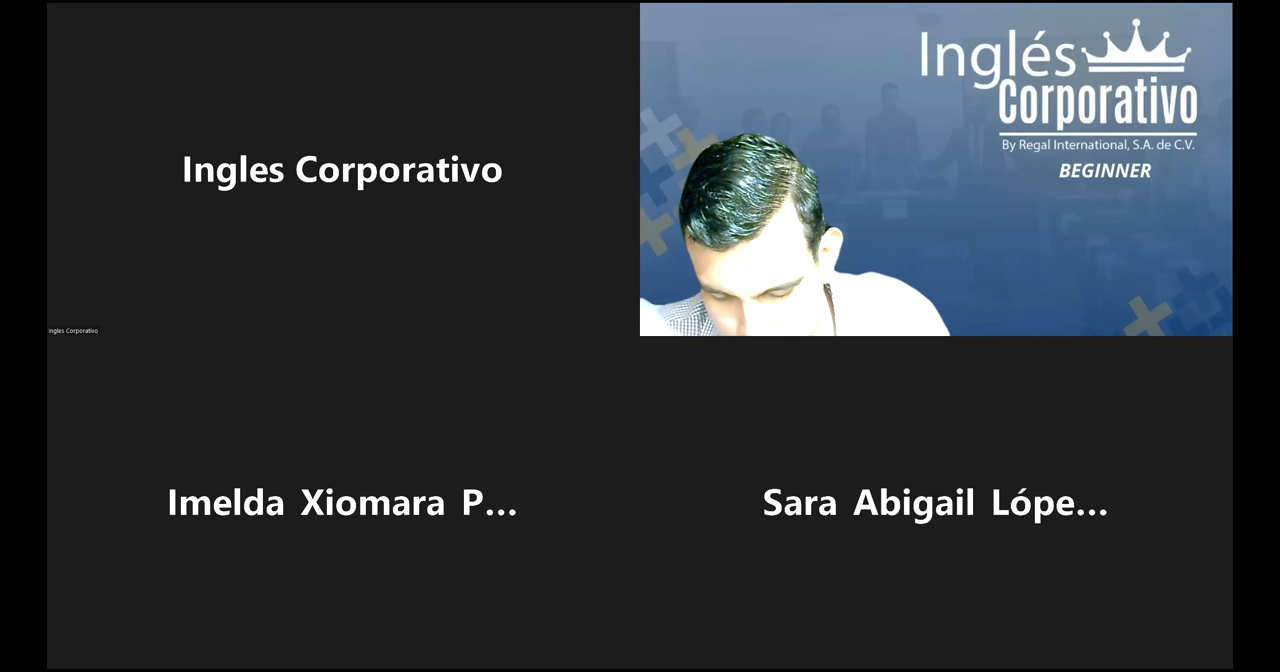 Ingles Corporativo
Inglés
Corporativo
By Regal International, S.A. de C.V.
BEGINNER
Ingles Corporativo
Imelda Xiomara P...
Sara Abigail Lópe...